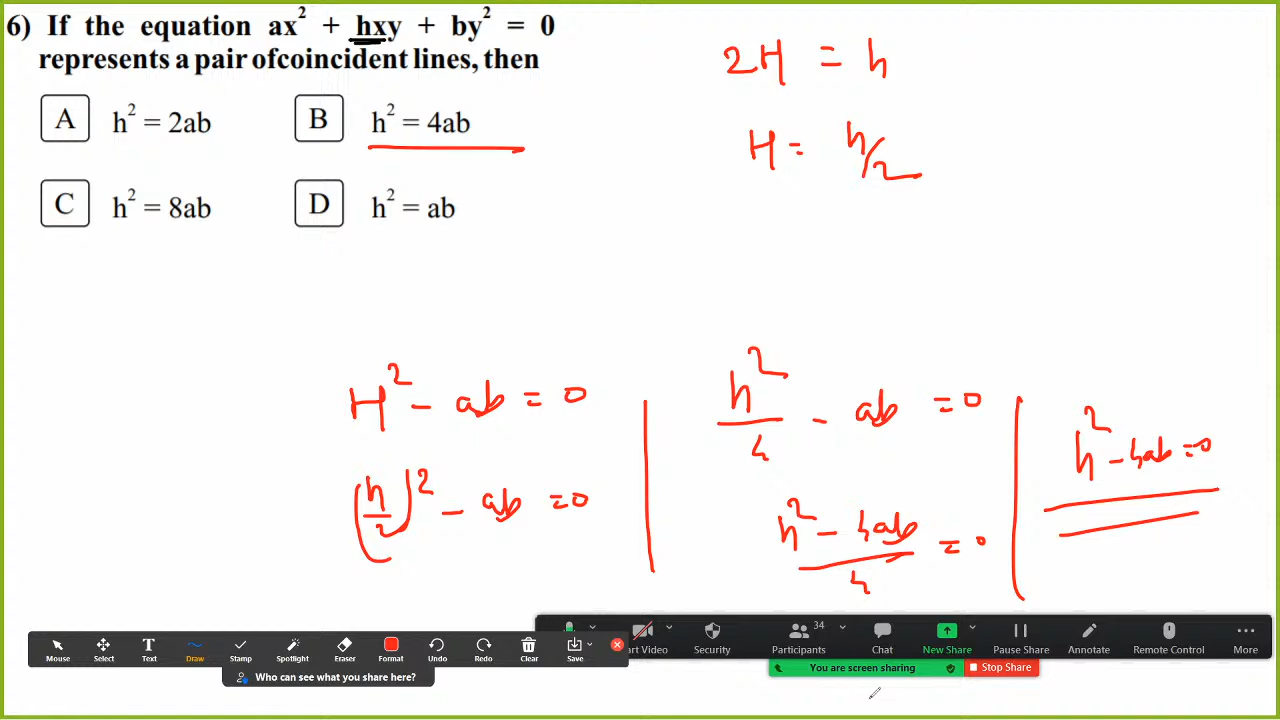 6) If the equation ax² + hxy + by² = 0
represents a pair ofcoincident lines, then
A h² = 2ab B h² = 4ab
C h² = 8ab D h² = ab
2H = h
H = h/2
H² - ab = 0
(h/2)² - ab = 0
h²/4 - ab = 0
h² - 4ab/4 = 0
h² - 4ab = 0
Mouse Select Text Draw Stamp Spotlight Eraser Format Undo Redo Clear Save
Who can see what you share here?
rt Video Security Participants 34 Chat New Share Pause Share Annotate Remote Control More
You are screen sharing Stop Share